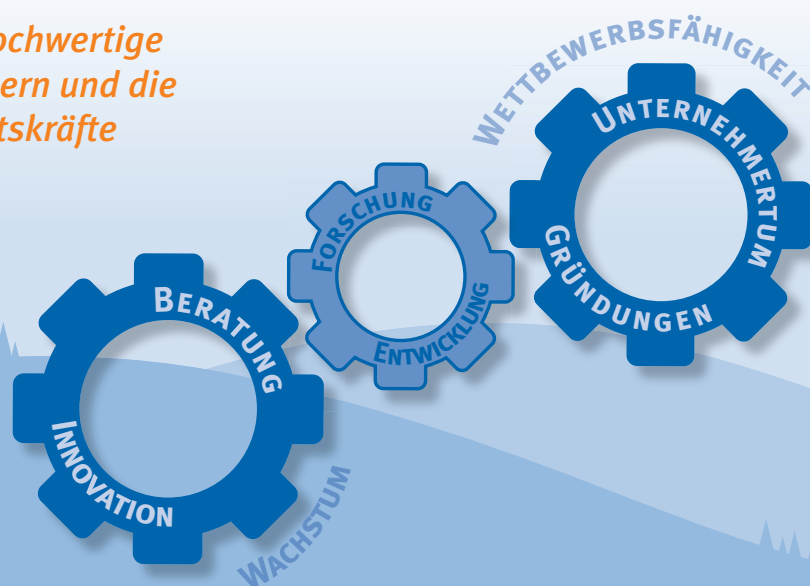 ochwertige
ern und die
tskräfte
WETTBEWERBSFÄHIGKEIT
UNTERNEHMERTUM
GRÜNDUNGEN
FORSCHUNG
ENTWICKLUNG
BERATUNG
INNOVATION
WACHSTUM